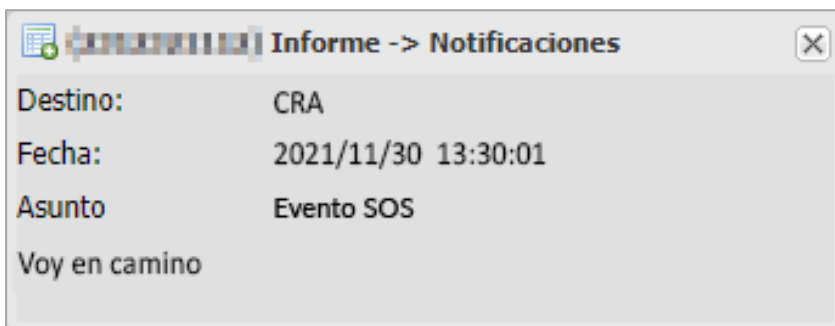 Informe -> Notificaciones
Destino: CRA
Fecha: 2021/11/30 13:30:01
Asunto Evento SOS
Voy en camino